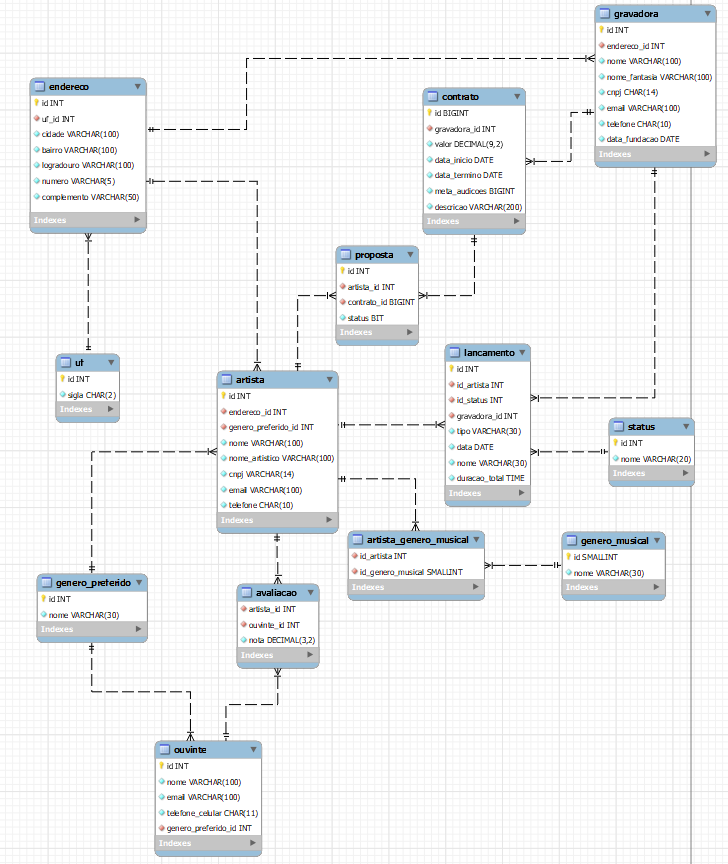 gravadora
id INT
endereco_id INT
nome VARCHAR(100)
nome_fantasia VARCHAR(100)
cnpj CHAR(14)
email VARCHAR(100)
telefone CHAR(10)
data_fundacao DATE
Indexes
endereco
id INT
uf_id INT
cidade VARCHAR(100)
bairro VARCHAR(100)
logradouro VARCHAR(100)
numero VARCHAR(5)
complemento VARCHAR(50)
Indexes
contrato
id BIGINT
gravadora_id INT
valor DECIMAL(9,2)
data_inicio DATE
data_termino DATE
meta_audicoes BIGINT
descricao VARCHAR(200)
Indexes
proposta
id INT
artista_id INT
contrato_id BIGINT
status BIT
Indexes
uf
id INT
sigla CHAR(2)
Indexes
artista
id INT
endereco_id INT
genero_preferido_id INT
nome VARCHAR(100)
nome_artistico VARCHAR(100)
cnpj VARCHAR(14)
email VARCHAR(100)
telefone CHAR(10)
Indexes
lancamento
id INT
id_artista INT
id_status INT
gravadora_id INT
tipo VARCHAR(30)
data DATE
nome VARCHAR(30)
duracao_total TIME
Indexes
status
id INT
nome VARCHAR(20)
Indexes
artista_genero_musical
id_artista INT
id_genero_musical SMALLINT
Indexes
genero_musical
id SMALLINT
nome VARCHAR(30)
Indexes
genero_preferido
id INT
nome VARCHAR(30)
Indexes
avaliacao
artista_id INT
ouvinte_id INT
nota DECIMAL(3,2)
Indexes
ouvinte
id INT
nome VARCHAR(100)
email VARCHAR(100)
telefone_celular CHAR(11)
genero_preferido_id INT
Indexes